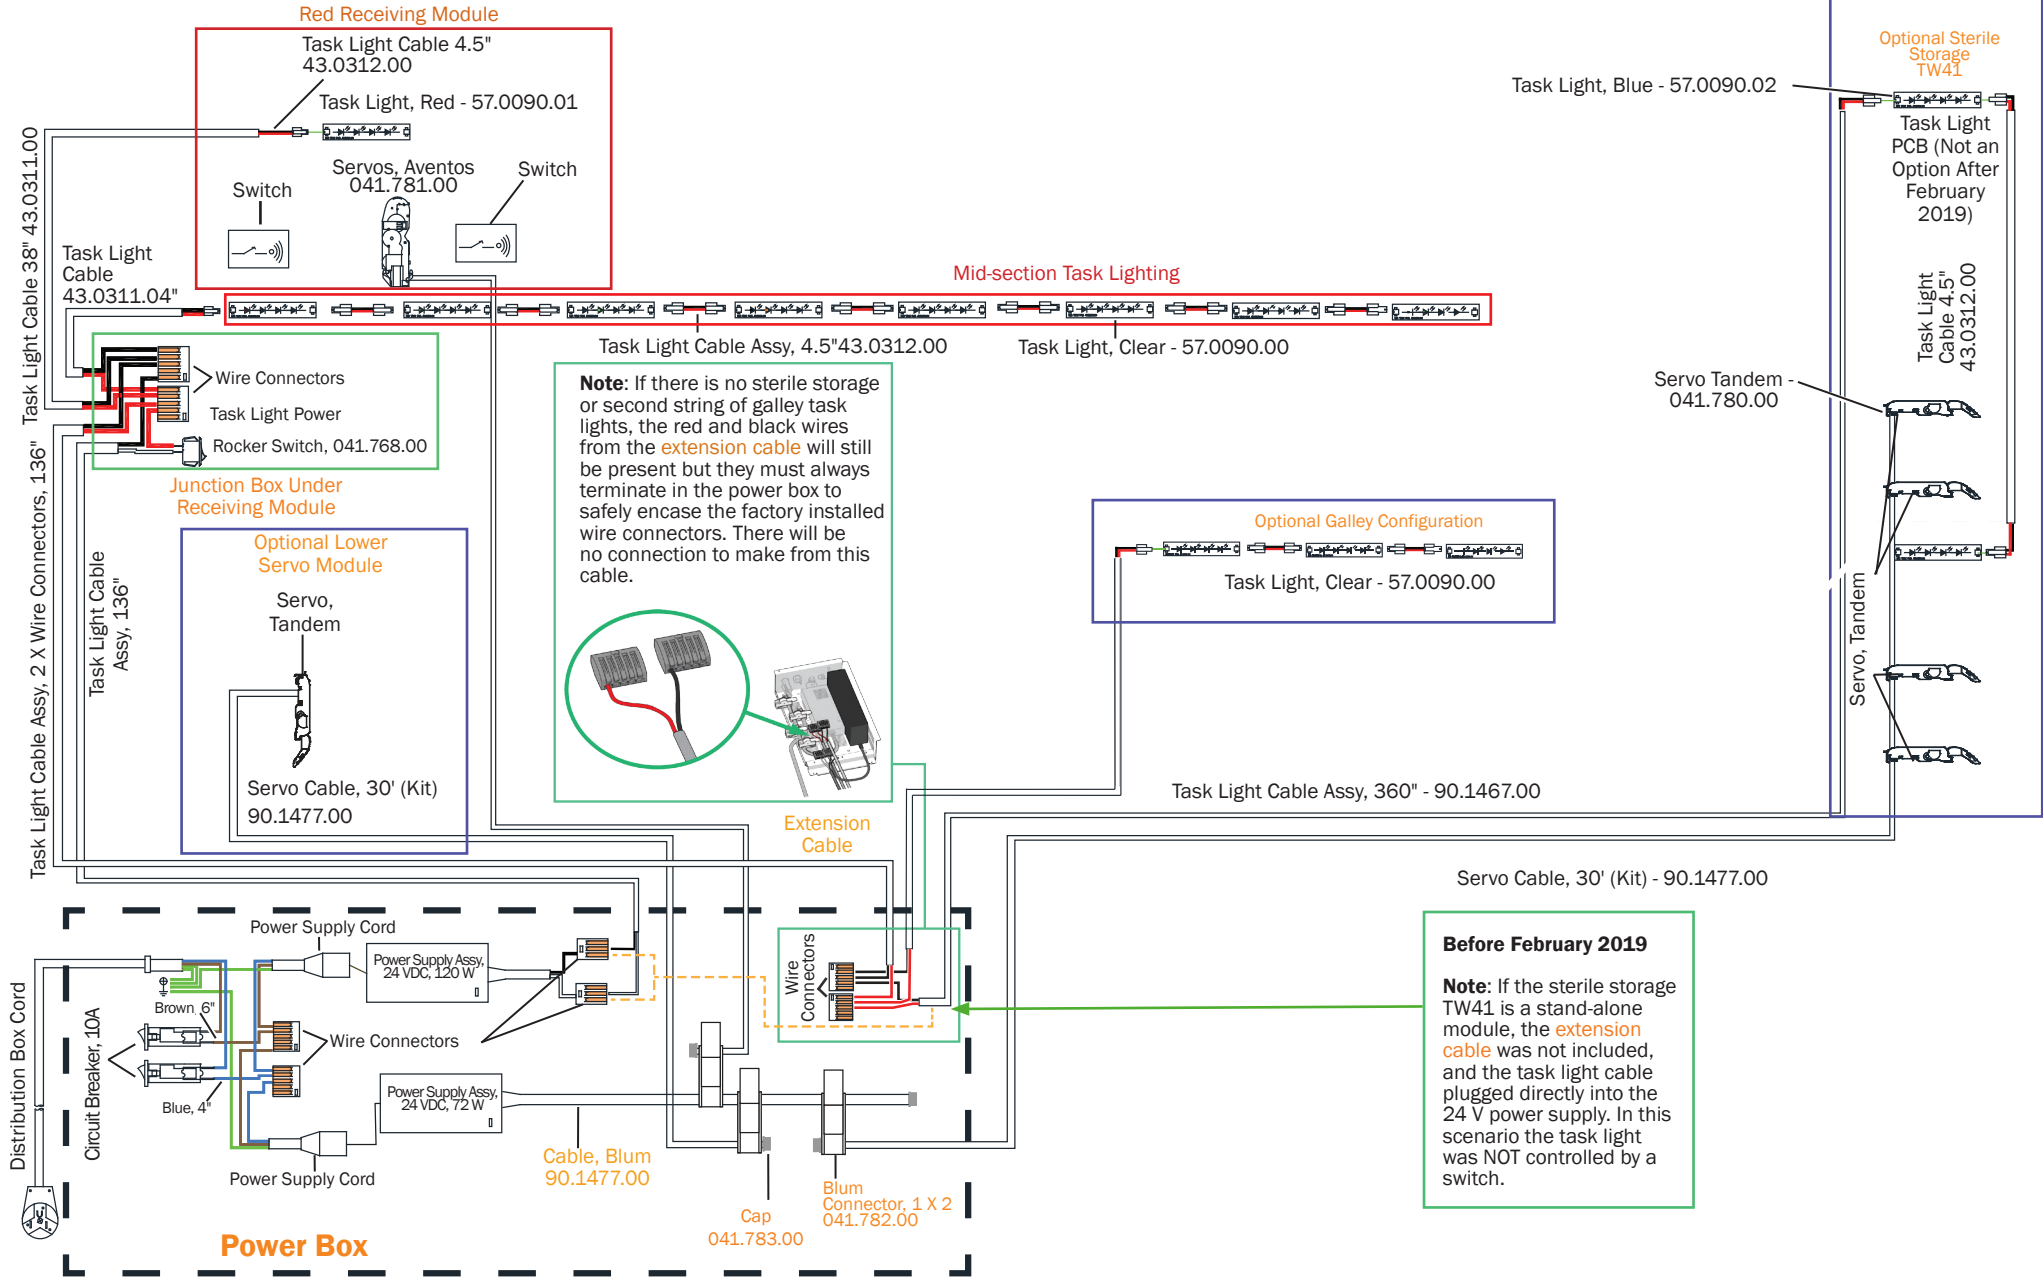 Red Receiving Module
Task Light Cable 4.5"
43.0312.00
Task Light, Red - 57.0090.01
Servos, Aventos
041.781.00
Switch
Switch
Task Light Cable 38" 43.0311.00
Task Light
Cable
43.0311.04"
Mid-section Task Lighting
Task Light Cable Assy, 4.5"43.0312.00
Task Light, Clear - 57.0090.00
Wire Connectors
Task Light Power
Rocker Switch, 041.768.00
Junction Box Under
Receiving Module
Task Light Cable Assy, 2 X Wire Connectors, 136"
Task Light Cable
Assy, 136"
Optional Lower
Servo Module
Servo,
Tandem
Servo Cable, 30' (Kit)
90.1477.00
Note: If there is no sterile storage
or second string of galley task
lights, the red and black wires
from the extension cable will still
be present but they must always
terminate in the power box to
safely encase the factory installed
wire connectors. There will be
no connection to make from this
cable.
Optional Galley Configuration
Task Light, Clear - 57.0090.00
Optional Sterile
Storage
TW41
Task Light, Blue - 57.0090.02
Task Light
PCB (Not an
Option After
February
2019)
Task Light
Cable 4.5"
43.0312.00
Servo Tandem -
041.780.00
Servo, Tandem
Task Light Cable Assy, 360" - 90.1467.00
Extension
Cable
Servo Cable, 30' (Kit) - 90.1477.00
Before February 2019
Note: If the sterile storage
TW41 is a stand-alone
module, the extension
cable was not included,
and the task light cable
plugged directly into the
24 V power supply. In this
scenario the task light
was NOT controlled by a
switch.
Distribution Box Cord
Power Supply Cord
Power Supply Assy,
24 VDC, 120 W
Brown, 6"
Circuit Breaker, 10A
Wire Connectors
Blue, 4"
Power Supply Assy,
24 VDC, 72 W
Power Supply Cord
Wire
Connectors
Cable, Blum
90.1477.00
Cap
041.783.00
Blum
Connector, 1 X 2
041.782.00
Power Box